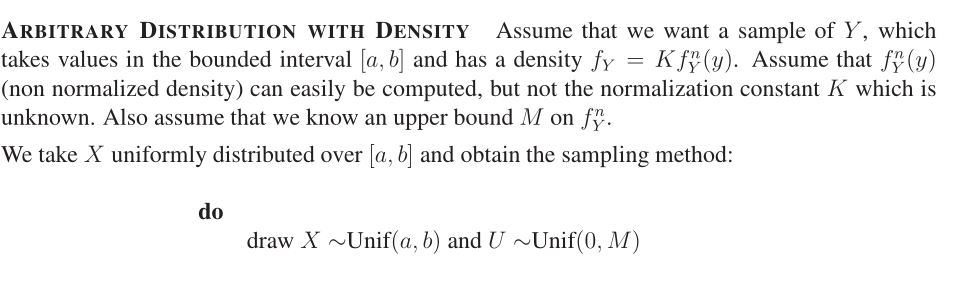 ARBITRARY DISTRIBUTION WITH DENSITY Assume that we want a sample of Y, which
takes values in the bounded interval [a, b] and has a density f_Y = K f_Y^n(y). Assume that f_Y^n(y)
(non normalized density) can easily be computed, but not the normalization constant K which is
unknown. Also assume that we know an upper bound M on f_Y^n.
We take X uniformly distributed over [a, b] and obtain the sampling method:
do
draw X ∼Unif(a, b) and U ∼Unif(0, M)